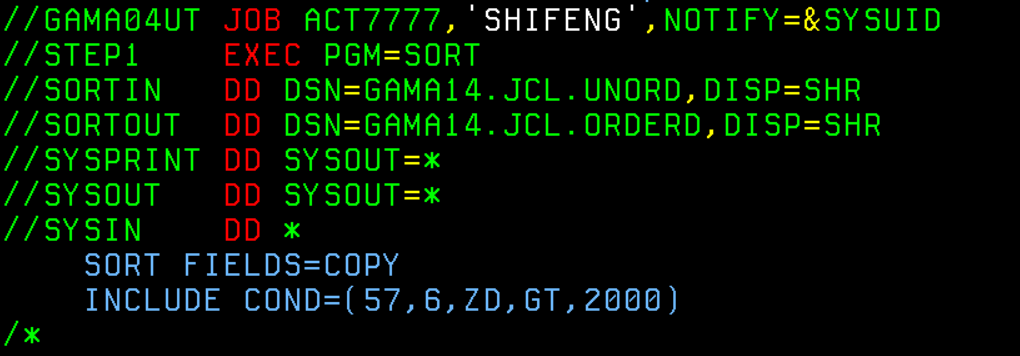 //GAMA04UT JOB ACT7777,'SHIFENG',NOTIFY=&SYSUID
//STEP1    EXEC PGM=SORT
//SORTIN   DD DSN=GAMA14.JCL.UNORD,DISP=SHR
//SORTOUT  DD DSN=GAMA14.JCL.ORDERD,DISP=SHR
//SYSPRINT DD SYSOUT=*
//SYSOUT   DD SYSOUT=*
//SYSIN    DD *
    SORT FIELDS=COPY
    INCLUDE COND=(57,6,ZD,GT,2000)
/*